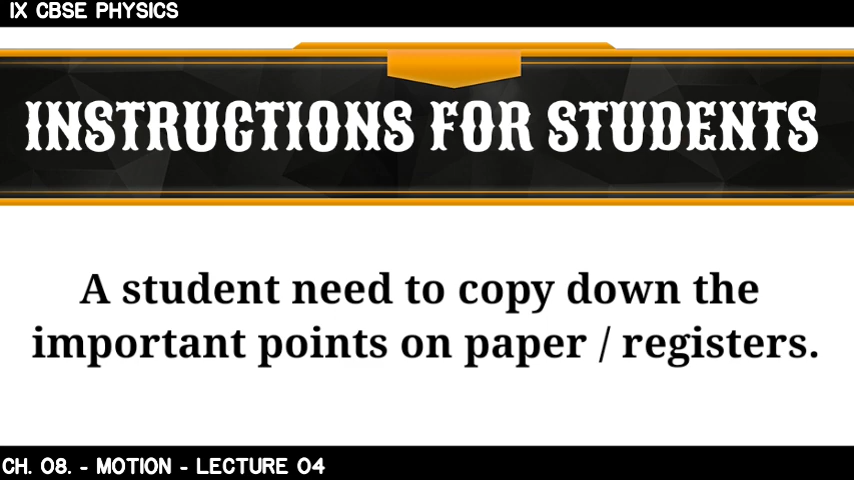 IX CBSE PHYSICS
INSTRUCTIONS FOR STUDENTS
A student need to copy down the
important points on paper / registers.
CH. 08. - MOTION - LECTURE 04